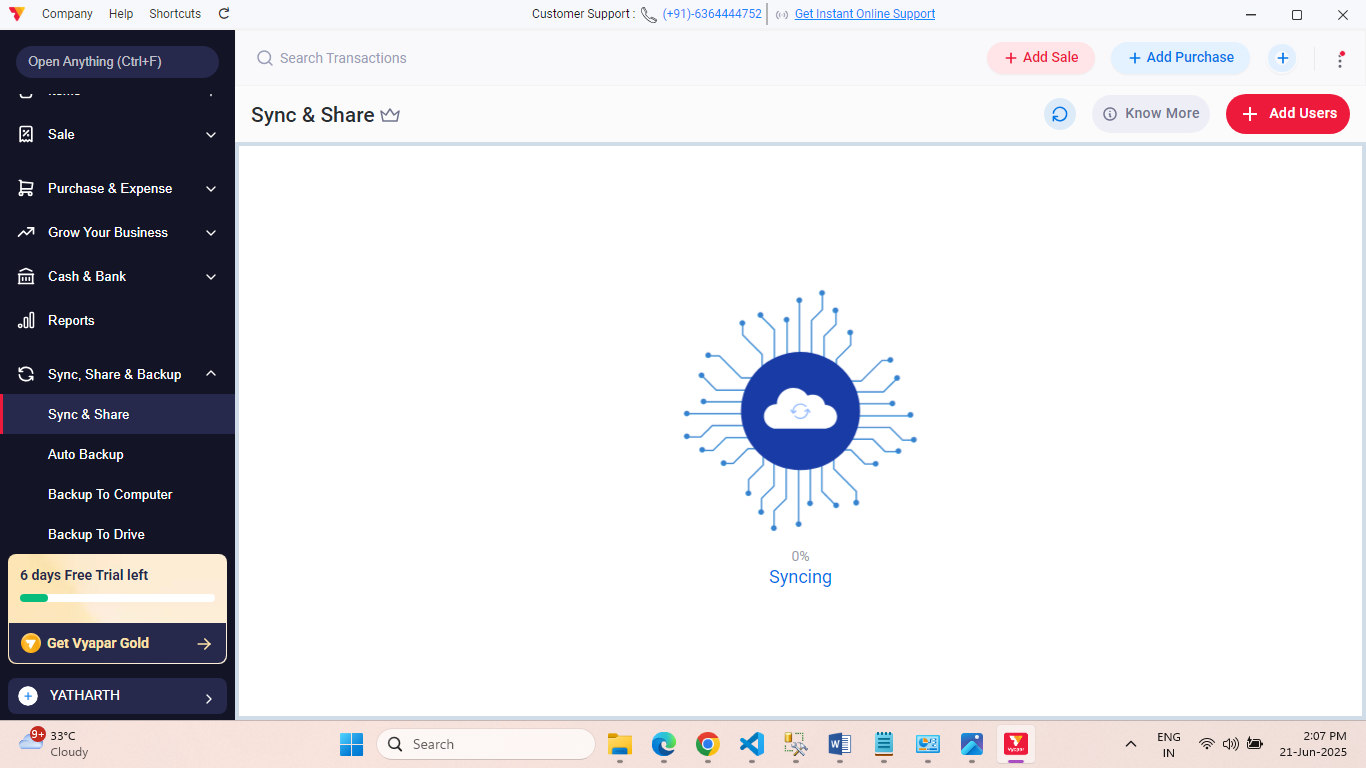 Company Help Shortcuts
Customer Support : (+91)-6364444752 Get Instant Online Support
Open Anything (Ctrl+F)
Search Transactions
Add Sale
Add Purchase
Sale
Purchase & Expense
Grow Your Business
Cash & Bank
Reports
Sync, Share & Backup
Sync & Share
Auto Backup
Backup To Computer
Backup To Drive
6 days Free Trial left
Get Vyapar Gold
YATHARTH
Sync & Share
Know More
Add Users
0%
Syncing
9+
33°C
Cloudy
Search
Vyapar
ENG
IN
2:07 PM
21-Jun-2025